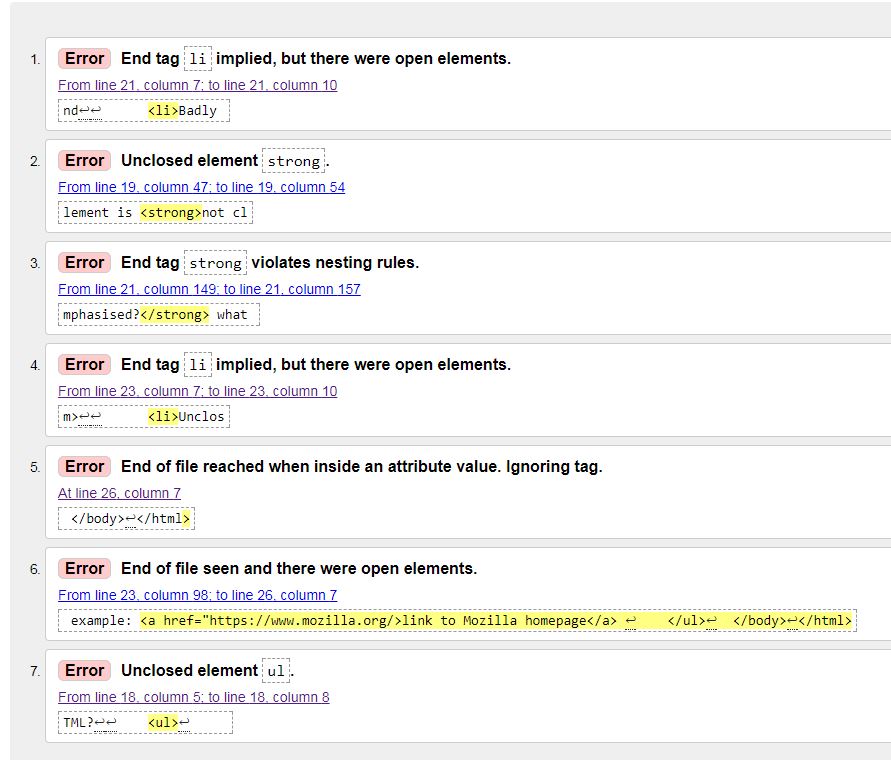 1. Error End tag li implied, but there were open elements.
From line 21, column 7; to line 21, column 10
nd↩↩ <li>Badly
2. Error Unclosed element strong.
From line 19, column 47; to line 19, column 54
lement is <strong>not cl
3. Error End tag strong violates nesting rules.
From line 21, column 149; to line 21, column 157
mphasised?</strong> what
4. Error End tag li implied, but there were open elements.
From line 23, column 7; to line 23, column 10
m>↩↩ <li>Unclos
5. Error End of file reached when inside an attribute value. Ignoring tag.
At line 26, column 7
</body>↩</html>
6. Error End of file seen and there were open elements.
From line 23, column 98; to line 26, column 7
example: <a href="https://www.mozilla.org/>link to Mozilla homepage</a> ↩ </ul>↩ </body>↩</html>
7. Error Unclosed element ul.
From line 18, column 5; to line 18, column 8
TML?↩↩ <ul>↩